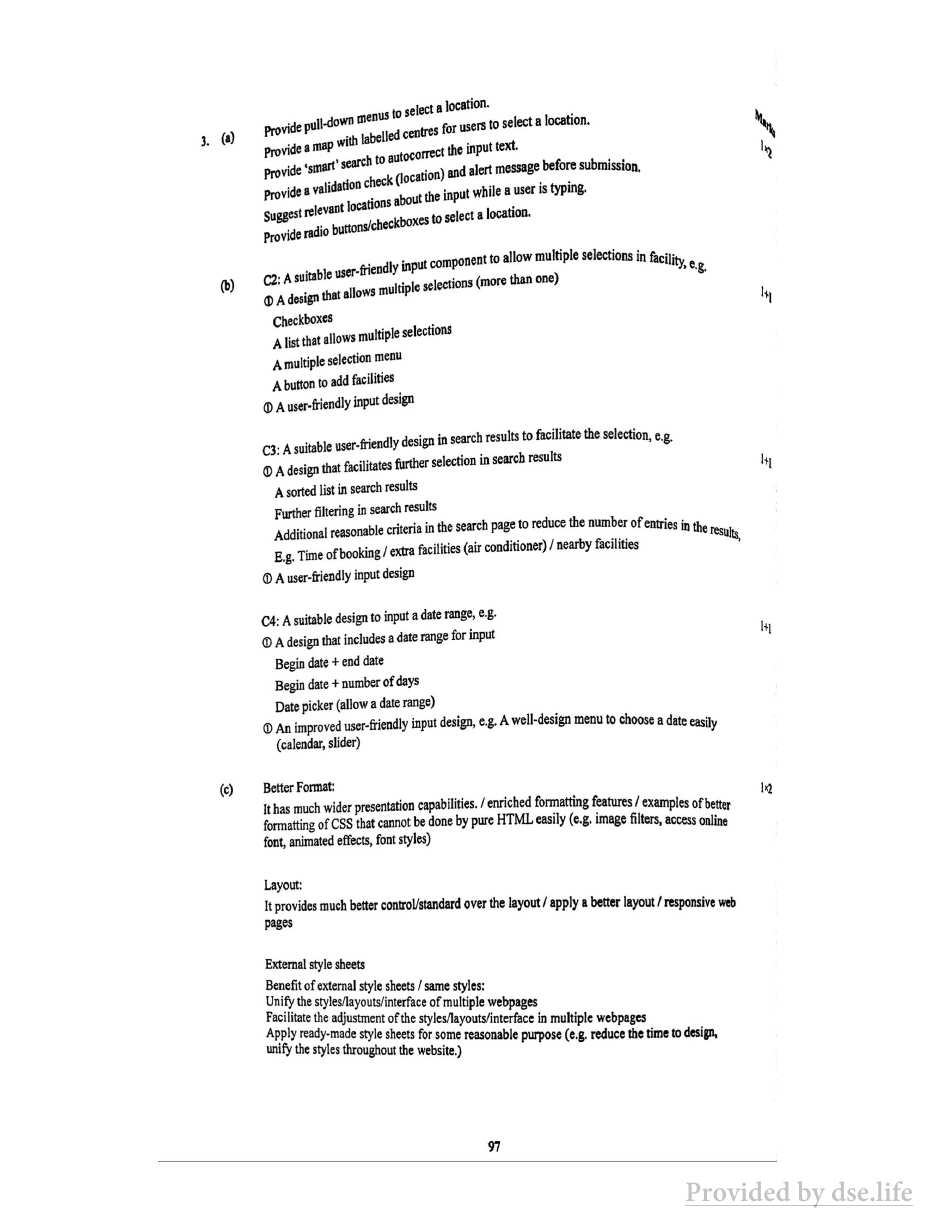 Marks
3. (a) Provide pull-down menus to select a location. 1×2
Provide a map with labelled centres for users to select a location.
Provide 'smart' search to autocorrect the input text.
Provide a validation check (location) and alert message before submission.
Suggest relevant locations about the input while a user is typing.
Provide radio buttons/checkboxes to select a location.
(b) C2: A suitable user-friendly input component to allow multiple selections in facility, e.g.
① A design that allows multiple selections (more than one) 1+1
Checkboxes
A list that allows multiple selections
A multiple selection menu
A button to add facilities
① A user-friendly input design
C3: A suitable user-friendly design in search results to facilitate the selection, e.g.
① A design that facilitates further selection in search results 1+1
A sorted list in search results
Further filtering in search results
Additional reasonable criteria in the search page to reduce the number of entries in the results,
E.g. Time of booking / extra facilities (air conditioner) / nearby facilities
① A user-friendly input design
C4: A suitable design to input a date range, e.g.
① A design that includes a date range for input 1+1
Begin date + end date
Begin date + number of days
Date picker (allow a date range)
① An improved user-friendly input design, e.g. A well-design menu to choose a date easily
(calendar, slider)
(c) Better Format: 1×2
It has much wider presentation capabilities. / enriched formatting features / examples of better
formatting of CSS that cannot be done by pure HTML easily (e.g. image filters, access online
font, animated effects, font styles)
Layout:
It provides much better control/standard over the layout / apply a better layout / responsive web
pages
External style sheets
Benefit of external style sheets / same styles:
Unify the styles/layouts/interface of multiple webpages
Facilitate the adjustment of the styles/layouts/interface in multiple webpages
Apply ready-made style sheets for some reasonable purpose (e.g. reduce the time to design,
unify the styles throughout the website.)
97
Provided by dse.life